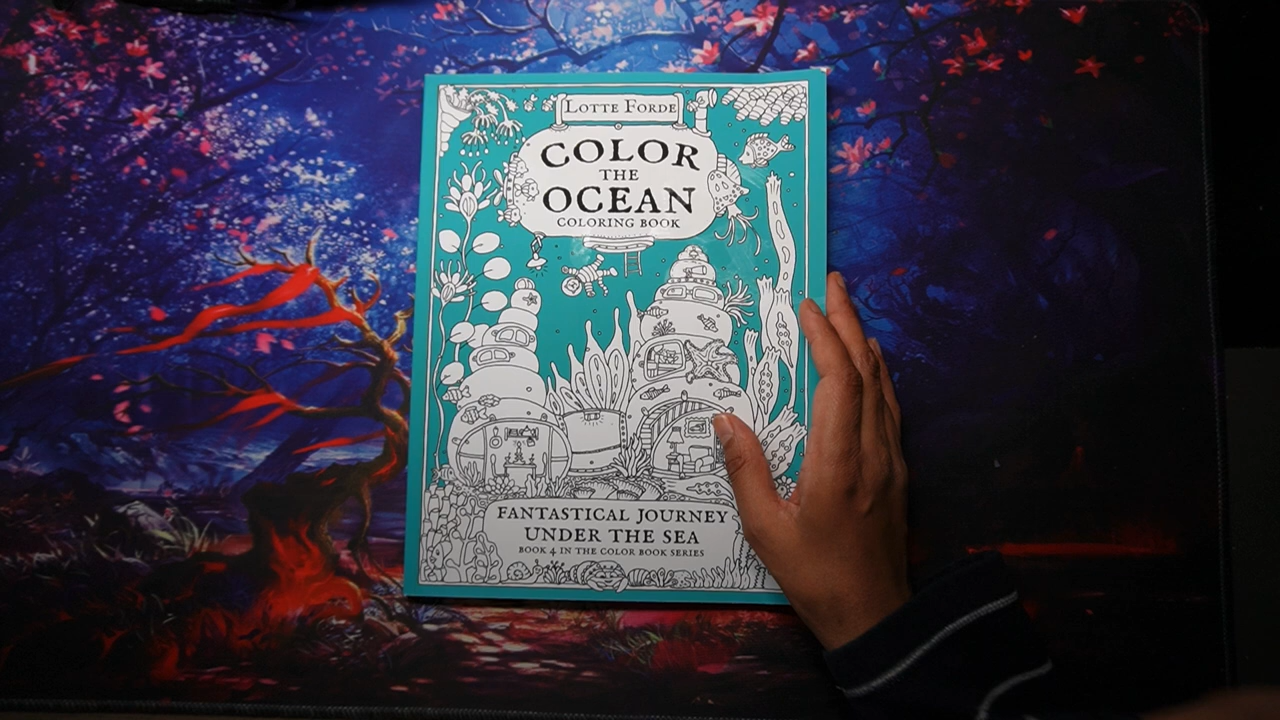 LOTTE FORDE
COLOR
THE
OCEAN
COLORING BOOK
FANTASTICAL JOURNEY
UNDER THE SEA
BOOK 4 IN THE COLOR BOOK SERIES